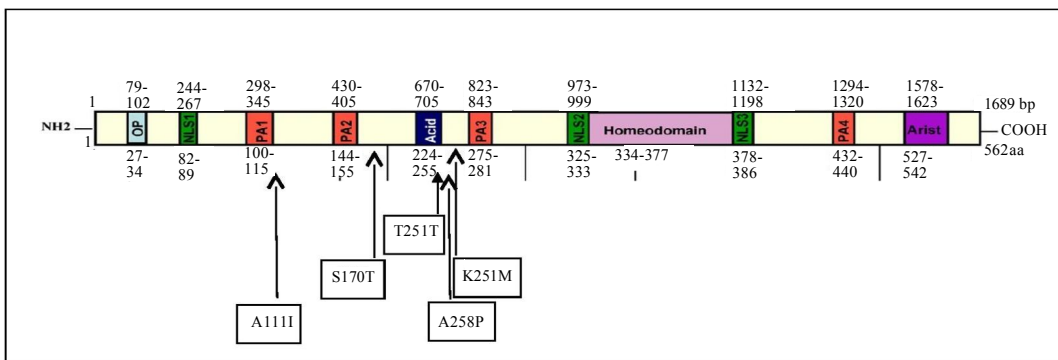 79-
102
244-
267
298-
345
430-
405
670-
705
823-
843
973-
999
1132-
1198
1294-
1320
1578-
1623
1
1689 bp
NH2
OP
NLS1
PA1
PA2
Acid
PA3
NLS2
Homeodomain
NLS3
PA4
Arist
COOH
1
562aa
27-
34
82-
89
100-
115
144-
155
224-
255
275-
281
325-
333
334-377
378-
386
432-
440
527-
542
T251T
S170T
K251M
A111I
A258P